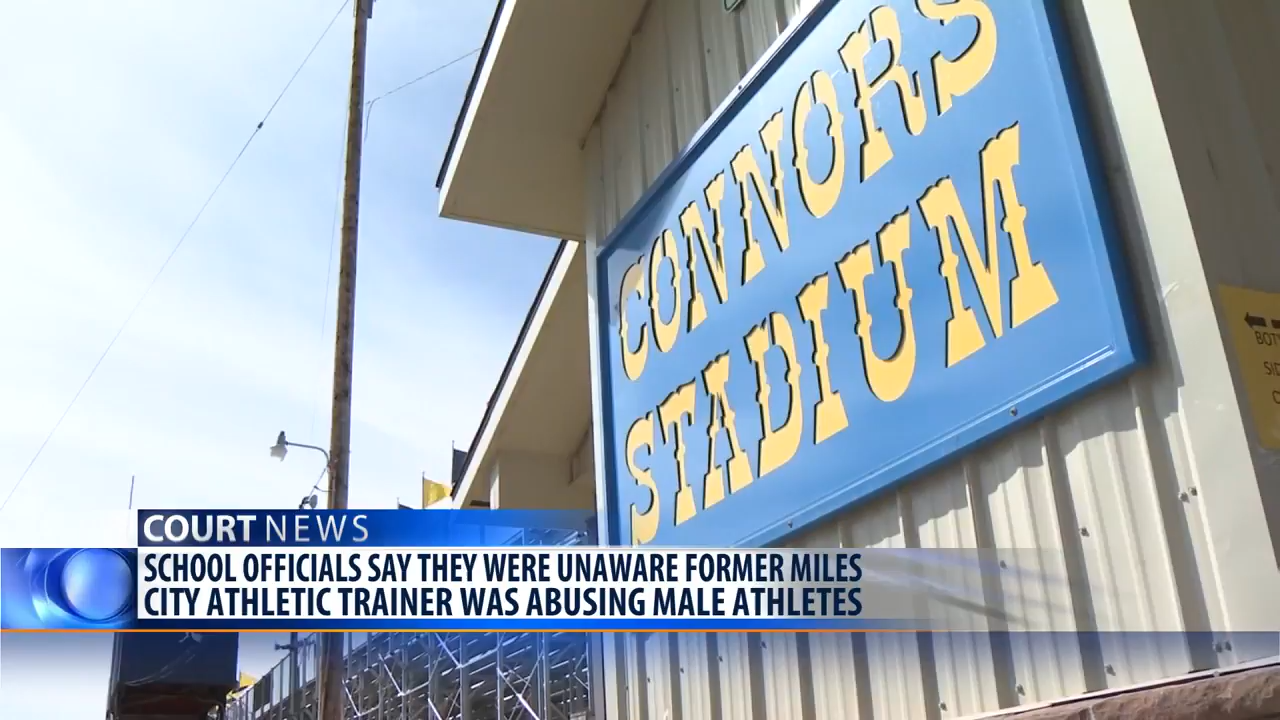 CONNORS
STADIUM
COURT NEWS
SCHOOL OFFICIALS SAY THEY WERE UNAWARE FORMER MILES
CITY ATHLETIC TRAINER WAS ABUSING MALE ATHLETES